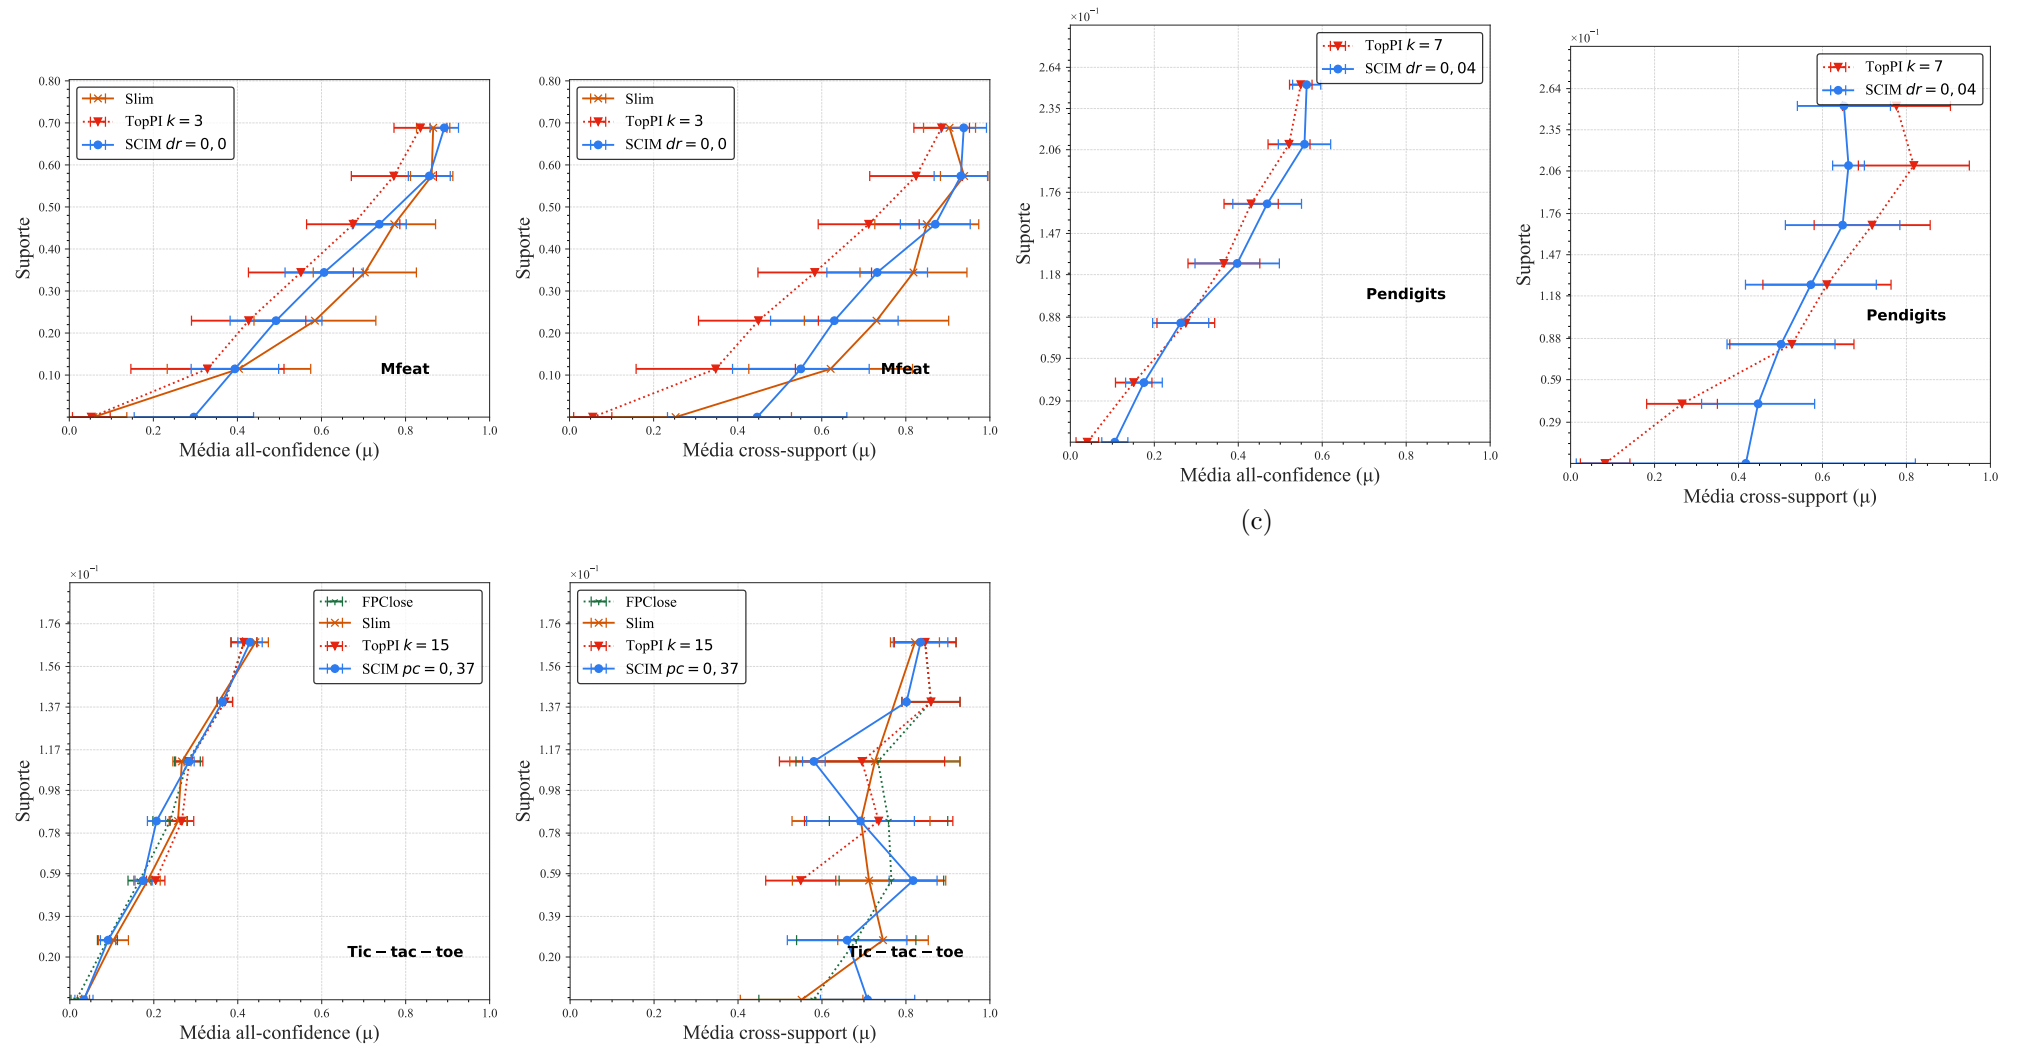 0.80
0.70
0.60
0.50
0.40
0.30
0.20
0.10
Suporte
Slim
TopPI k = 3
SCIM dr = 0, 0
Mfeat
0.0 0.2 0.4 0.6 0.8 1.0
Média all-confidence (μ)
0.80
0.70
0.60
0.50
0.40
0.30
0.20
0.10
Suporte
Slim
TopPI k = 3
SCIM dr = 0, 0
Mfeat
0.0 0.2 0.4 0.6 0.8 1.0
Média cross-support (μ)
×10⁻¹
2.64
2.35
2.06
1.76
1.47
1.18
0.88
0.59
0.29
Suporte
TopPI k = 7
SCIM dr = 0, 04
Pendigits
0.0 0.2 0.4 0.6 0.8 1.0
Média all-confidence (μ)
×10⁻¹
2.64
2.35
2.06
1.76
1.47
1.18
0.88
0.59
0.29
Suporte
TopPI k = 7
SCIM dr = 0, 04
Pendigits
0.0 0.2 0.4 0.6 0.8 1.0
Média cross-support (μ)
(c)
×10⁻¹
1.76
1.56
1.37
1.17
0.98
0.78
0.59
0.39
0.20
Suporte
FPClose
Slim
TopPI k = 15
SCIM pc = 0, 37
Tic − tac − toe
0.0 0.2 0.4 0.6 0.8 1.0
Média all-confidence (μ)
×10⁻¹
1.76
1.56
1.37
1.17
0.98
0.78
0.59
0.39
0.20
Suporte
FPClose
Slim
TopPI k = 15
SCIM pc = 0, 37
Tic − tac − toe
0.0 0.2 0.4 0.6 0.8 1.0
Média cross-support (μ)